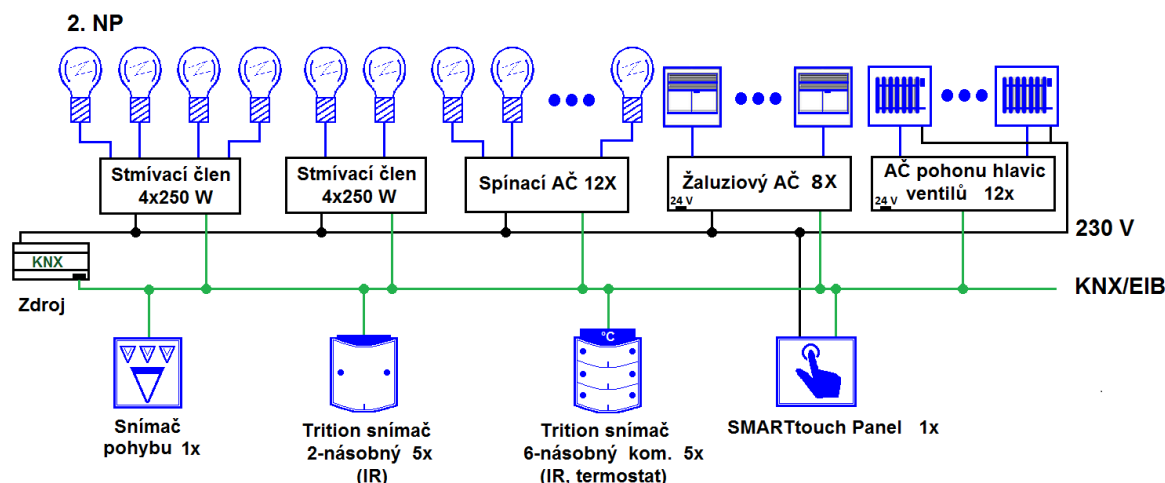 2. NP
Stmívací člen
4x250 W
Stmívací člen
4x250 W
Spínací AČ 12X
Žaluziový AČ 8X
24 V
AČ pohonu hlavic
ventilů 12x
24 V
230 V
KNX
Zdroj
KNX/EIB
°C
Snímač
pohybu 1x
Trition snímač
2-násobný 5x
(IR)
Trition snímač
6-násobný kom. 5x
(IR, termostat)
SMARTtouch Panel 1x